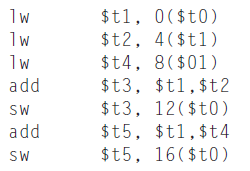 lw $t1, 0($t0)
lw $t2, 4($t1)
lw $t4, 8($01)
add $t3, $t1,$t2
sw $t3, 12($t0)
add $t5, $t1,$t4
sw $t5, 16($t0)